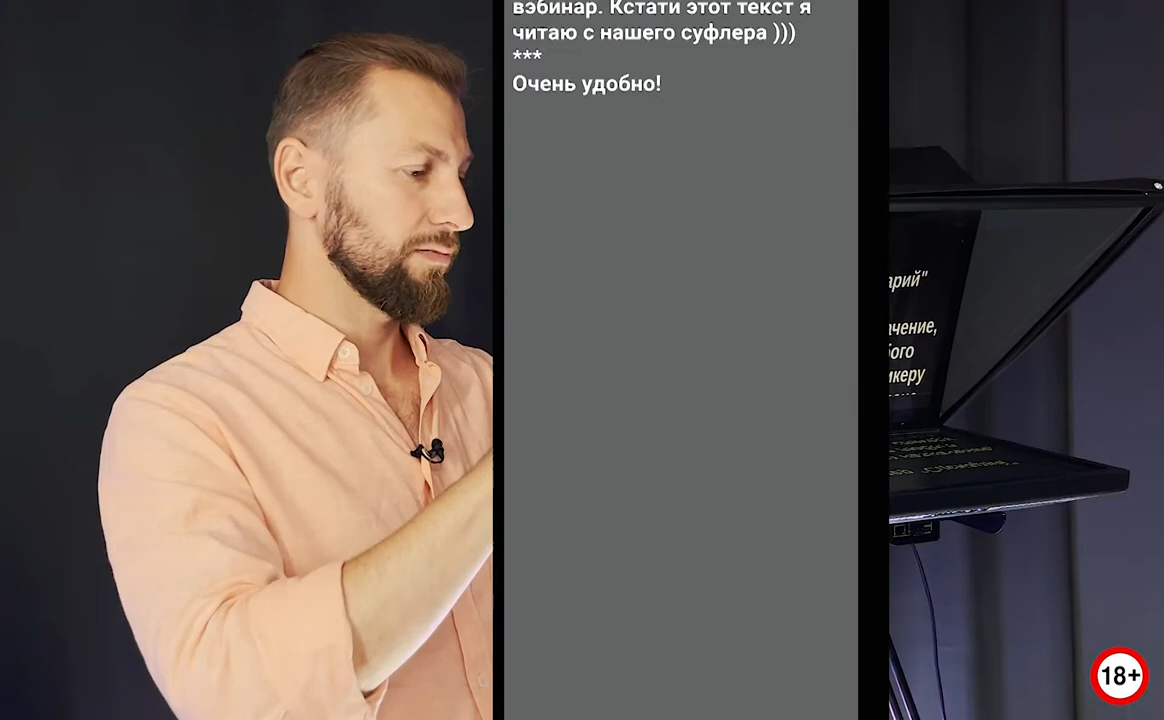 вэбинар. Кстати этот текст я
читаю с нашего суфлера )))
***
Очень удобно!
арий"
ачение,
бого
икеру
18+